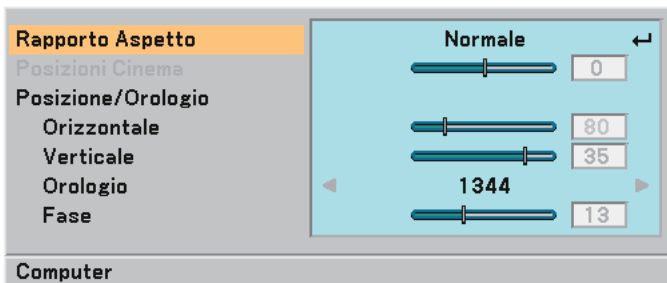 Rapporto Aspetto Normale
Posizioni Cinema 0
Posizione/Orologio
Orizzontale 80
Verticale 35
Orologio 1344
Fase 13
Computer